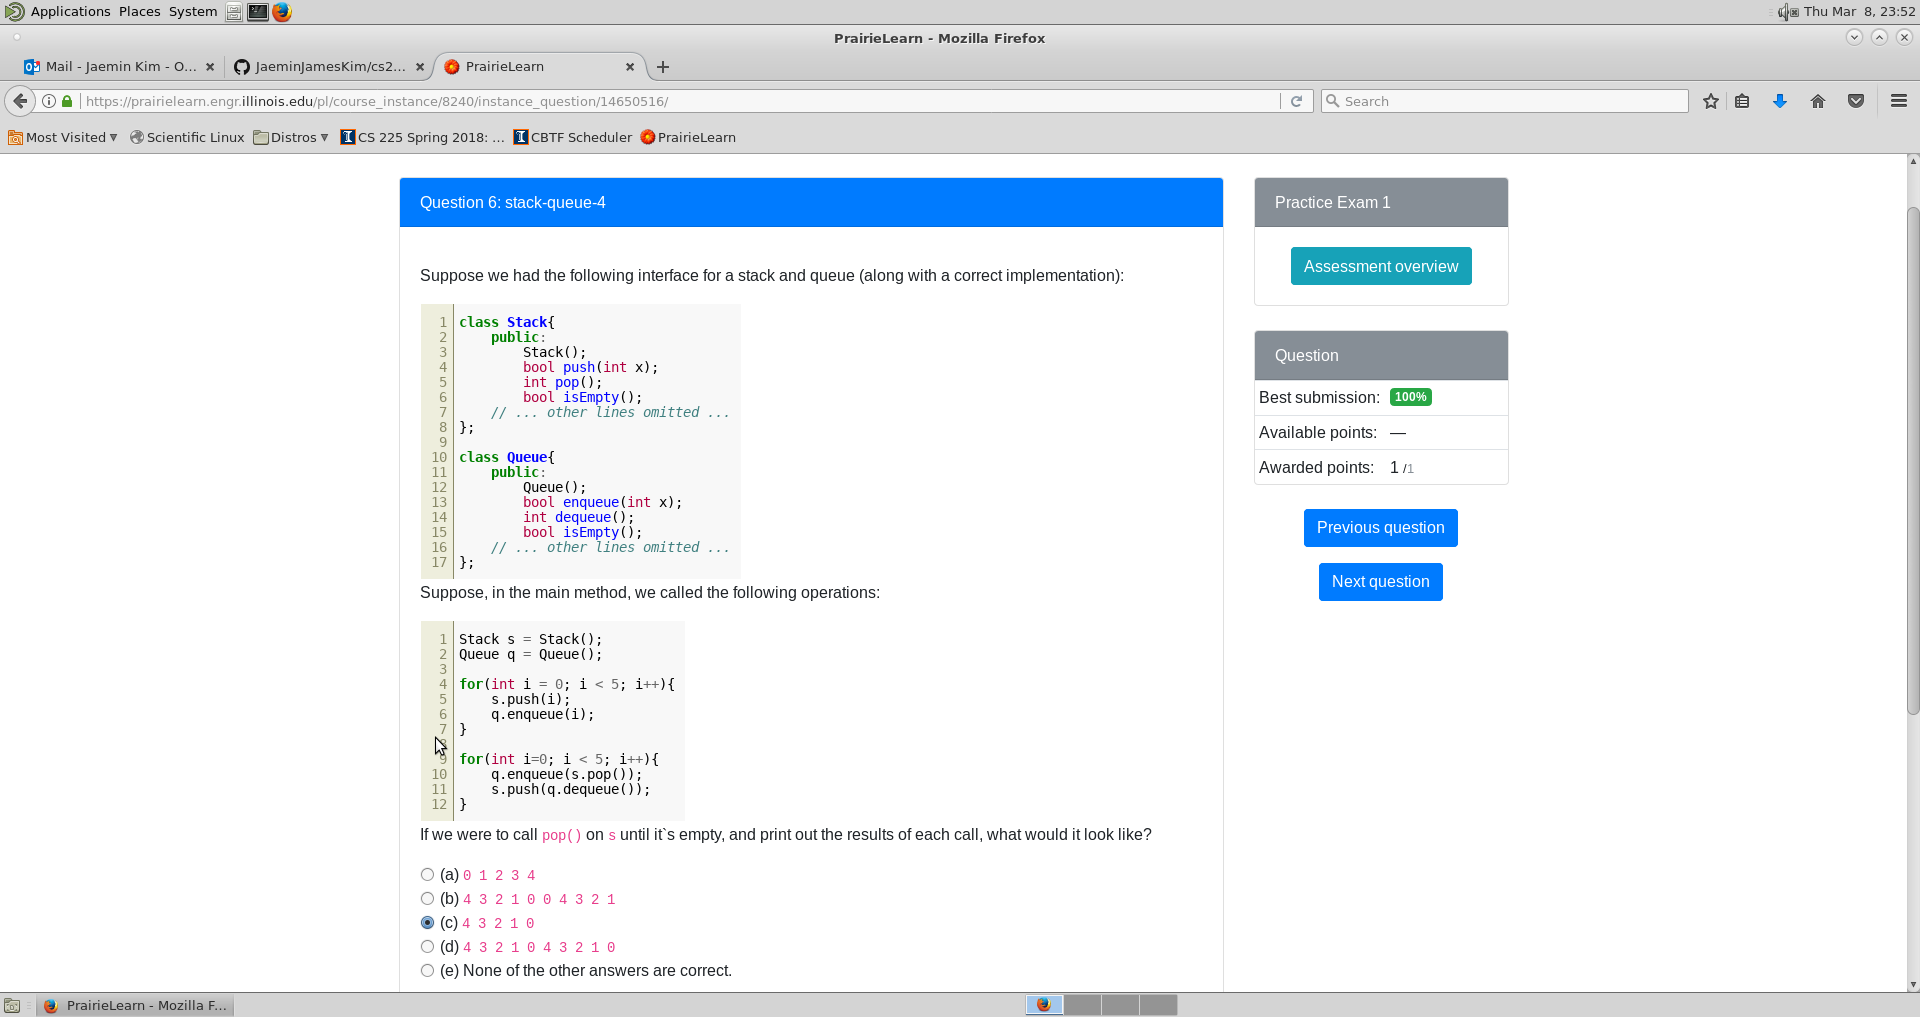 Applications Places System
Thu Mar 8, 23:52
PrairieLearn - Mozilla Firefox
Mail - Jaemin Kim - O...
JaeminJamesKim/cs2...
PrairieLearn
https://prairielearn.engr.illinois.edu/pl/course_instance/8240/instance_question/14650516/
Search
Most Visited
Scientific Linux
Distros
CS 225 Spring 2018: ...
CBTF Scheduler
PrairieLearn
Question 6: stack-queue-4
Suppose we had the following interface for a stack and queue (along with a correct implementation):
1 class Stack{
2 public:
3 Stack();
4 bool push(int x);
5 int pop();
6 bool isEmpty();
7 // ... other lines omitted ...
8 };
9
10 class Queue{
11 public:
12 Queue();
13 bool enqueue(int x);
14 int dequeue();
15 bool isEmpty();
16 // ... other lines omitted ...
17 };
Suppose, in the main method, we called the following operations:
1 Stack s = Stack();
2 Queue q = Queue();
3
4 for(int i = 0; i < 5; i++){
5 s.push(i);
6 q.enqueue(i);
7 }
8
9 for(int i=0; i < 5; i++){
10 q.enqueue(s.pop());
11 s.push(q.dequeue());
12 }
If we were to call pop() on s until it`s empty, and print out the results of each call, what would it look like?
(a) 0 1 2 3 4
(b) 4 3 2 1 0 0 4 3 2 1
(c) 4 3 2 1 0
(d) 4 3 2 1 0 4 3 2 1 0
(e) None of the other answers are correct.
Practice Exam 1
Assessment overview
Question
Best submission: 100%
Available points: —
Awarded points: 1 /1
Previous question
Next question
PrairieLearn - Mozilla F...